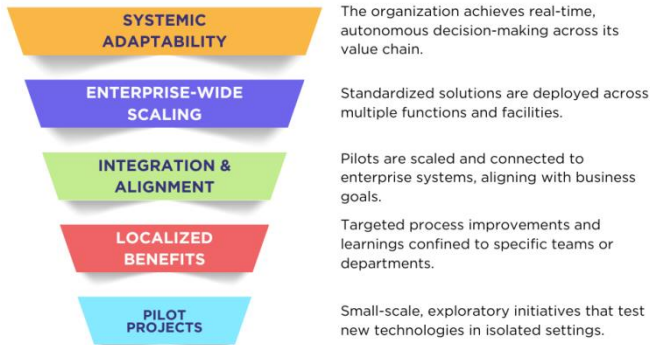 SYSTEMIC
ADAPTABILITY
The organization achieves real-time,
autonomous decision-making across its
value chain.
ENTERPRISE-WIDE
SCALING
Standardized solutions are deployed across
multiple functions and facilities.
INTEGRATION &
ALIGNMENT
Pilots are scaled and connected to
enterprise systems, aligning with business
goals.
LOCALIZED
BENEFITS
Targeted process improvements and
learnings confined to specific teams or
departments.
PILOT
PROJECTS
Small-scale, exploratory initiatives that test
new technologies in isolated settings.